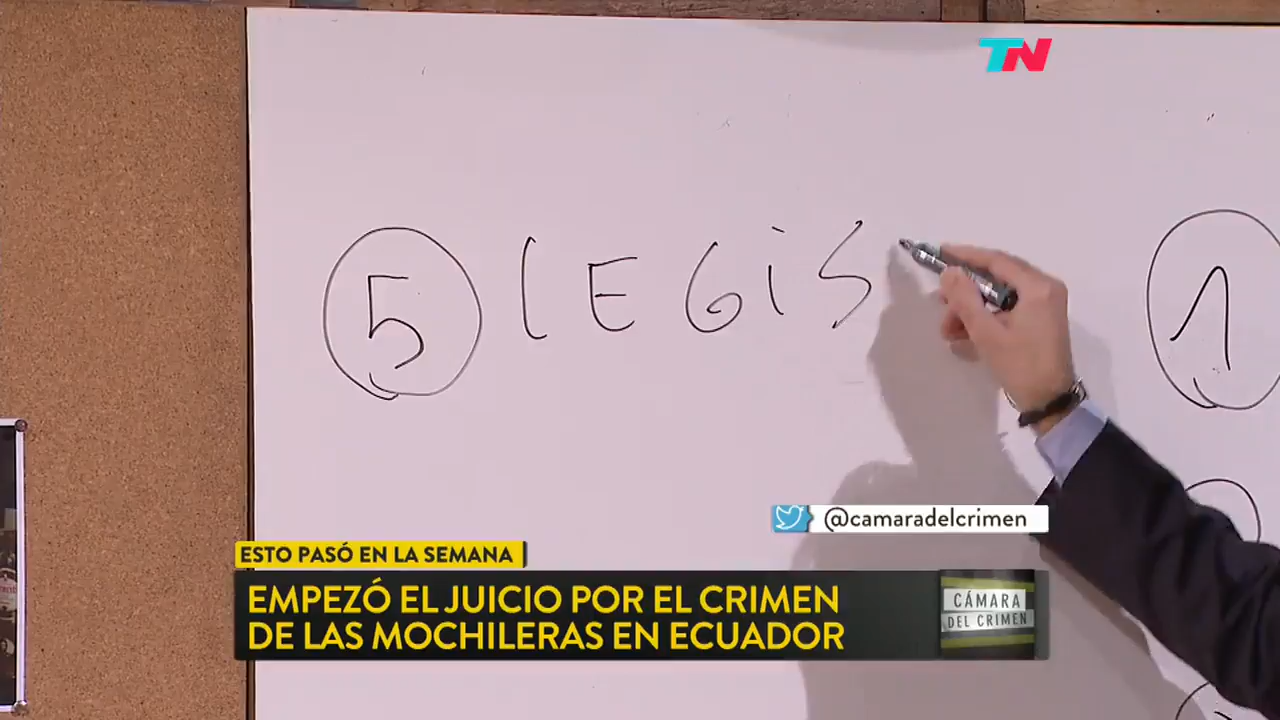 TN
5 LEGiS
1
@camaradelcrimen
ESTO PASÓ EN LA SEMANA
EMPEZÓ EL JUICIO POR EL CRIMEN
DE LAS MOCHILERAS EN ECUADOR
CÁMARA
DEL CRIMEN